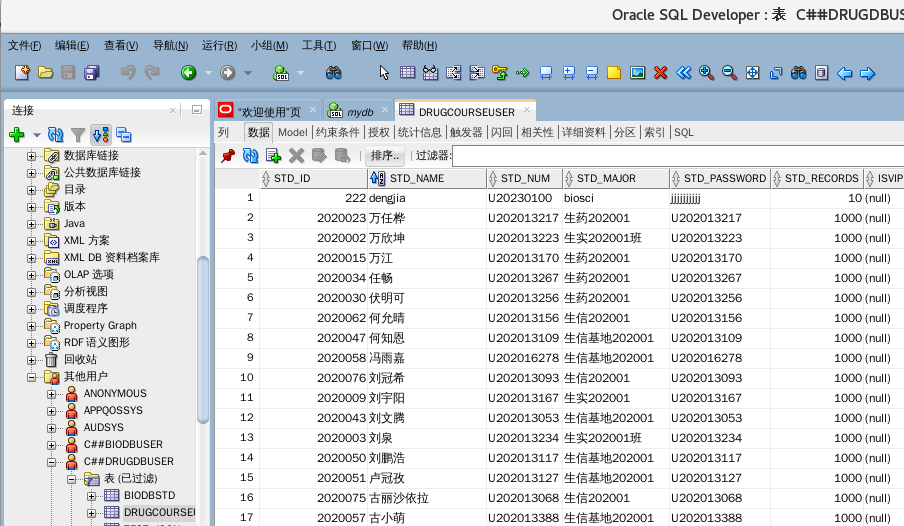 Oracle SQL Developer : 表 C##DRUGDBUS
文件(F) 编辑(E) 查看(V) 导航(N) 运行(R) 小组(M) 工具(T) 窗口(W) 帮助(H)
SQL
连接
"欢迎使用"页 mydb DRUGCOURSEUSER
列 数据 Model 约束条件 授权 统计信息 触发器 闪回 相关性 详细资料 分区 索引 SQL
排序.. 过滤器:
数据库链接
公共数据库链接
目录
版本
Java
XML 方案
XML DB 资料档案库
OLAP 选项
分析视图
调度程序
Property Graph
RDF 语义图形
回收站
其他用户
ANONYMOUS
APPQOSSYS
AUDSYS
C##BIODBUSER
C##DRUGDBUSER
表 (已过滤)
BIODBSTD
DRUGCOURSEU
STD_ID STD_NAME STD_NUM STD_MAJOR STD_PASSWORD STD_RECORDS ISVIP
1 222 dengjia U20230100 biosci jjjjjjjjjj 10 (null)
2 2020023 万任桦 U202013217 生药202001 U202013217 1000 (null)
3 2020002 万欣坤 U202013223 生实202001班 U202013223 1000 (null)
4 2020015 万江 U202013170 生药202001 U202013170 1000 (null)
5 2020034 任畅 U202013267 生药202001 U202013267 1000 (null)
6 2020030 伏明可 U202013256 生药202001 U202013256 1000 (null)
7 2020062 何允晴 U202013156 生信202001 U202013156 1000 (null)
8 2020047 何知恩 U202013109 生信基地202001 U202013109 1000 (null)
9 2020058 冯雨嘉 U202016278 生信基地202001 U202016278 1000 (null)
10 2020076 刘冠希 U202013093 生信202001 U202013093 1000 (null)
11 2020009 刘宇阳 U202013167 生实202001 U202013167 1000 (null)
12 2020043 刘文腾 U202013053 生信基地202001 U202013053 1000 (null)
13 2020003 刘泉 U202013234 生实202001班 U202013234 1000 (null)
14 2020050 刘鹏浩 U202013117 生信基地202001 U202013117 1000 (null)
15 2020051 卢冠孜 U202013127 生信基地202001 U202013127 1000 (null)
16 2020075 古丽沙依拉 U202013068 生信202001 U202013068 1000 (null)
17 2020057 古小萌 U202013388 生信基地202001 U202013388 1000 (null)